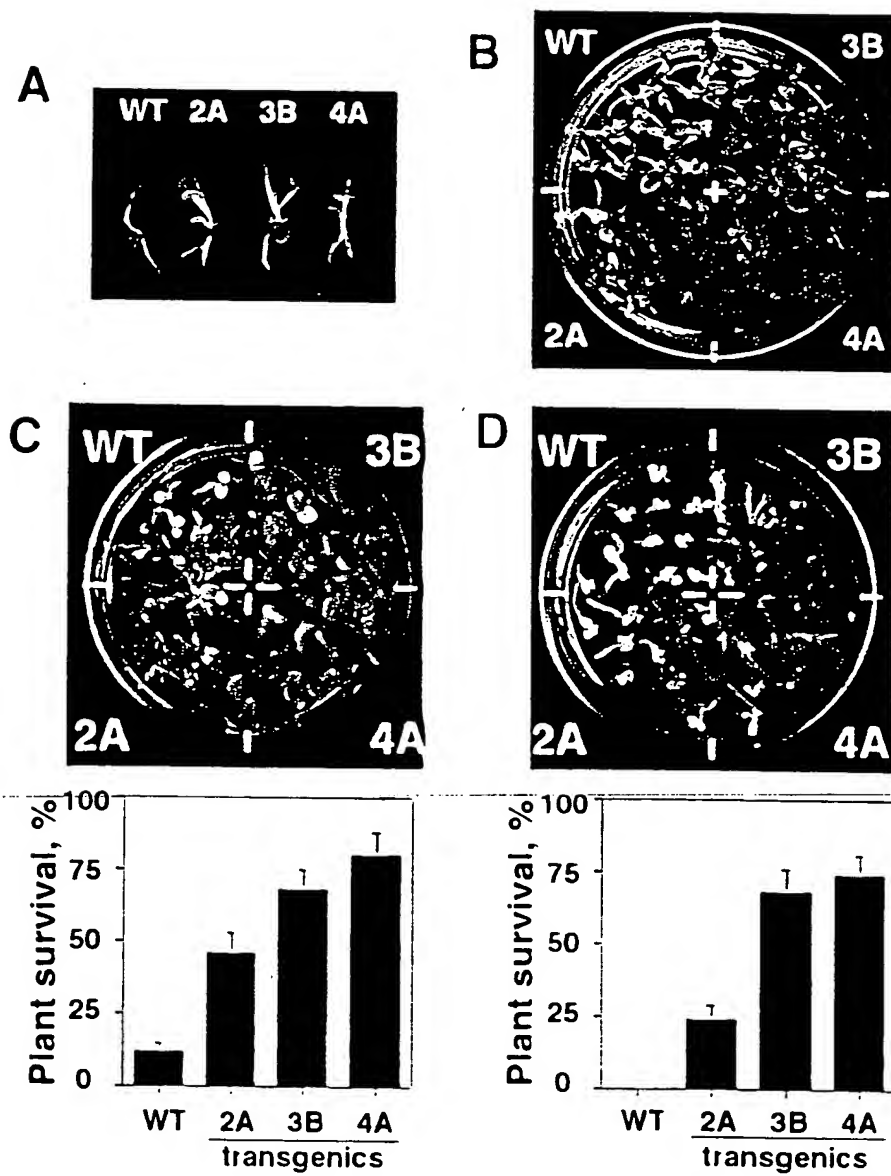 A
WT 2A 3B 4A
B
WT 3B
2A 4A
C
WT 3B
2A 4A
D
WT 3B
2A 4A
Plant survival, %
100
75
50
25
0
WT 2A 3B 4A
transgenics
Plant survival, %
100
75
50
25
0
WT 2A 3B 4A
transgenics